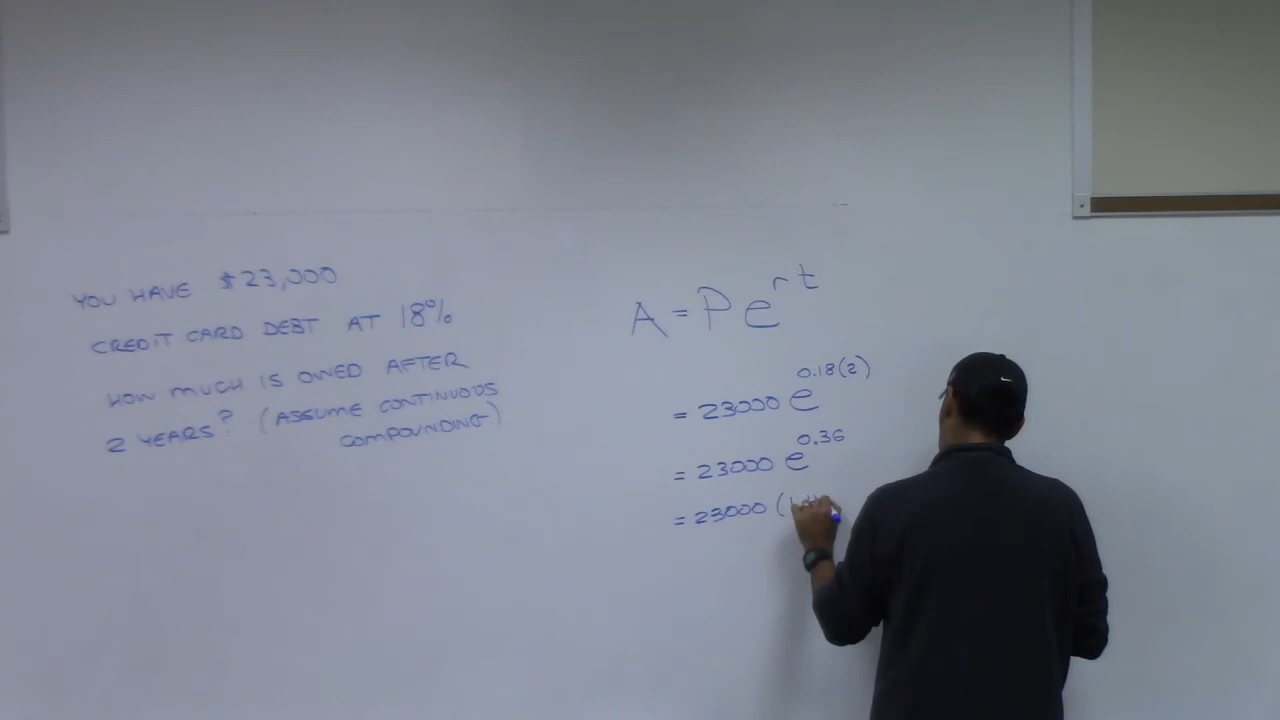 YOU HAVE $23,000
CREDIT CARD DEBT AT 18%
HOW MUCH IS OWED AFTER
2 YEARS? (ASSUME CONTINUOUS
COMPOUNDING)
A = Pe^rt
= 23000 e^0.18(2)
= 23000 e^0.36
= 23000 (